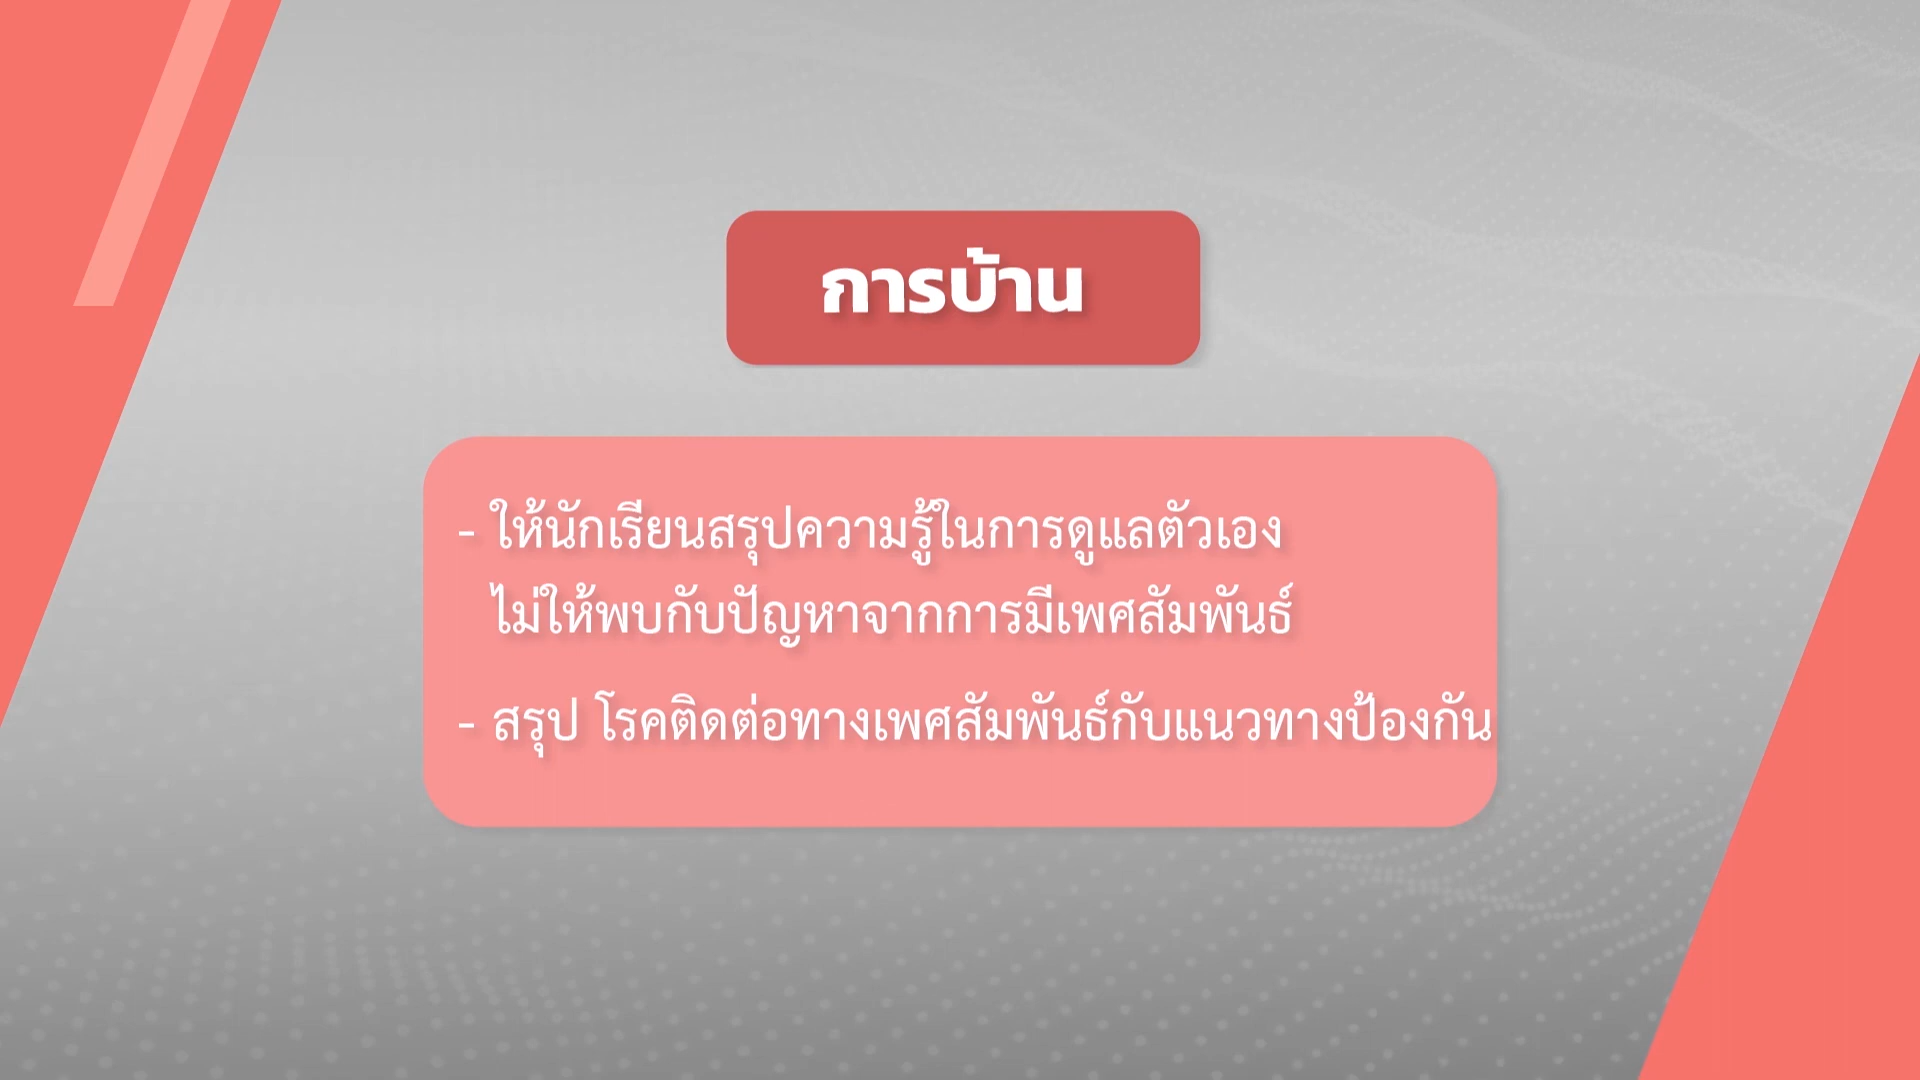 การบ้าน
- ให้นักเรียนสรุปความรู้ในการดูแลตัวเอง
ไม่ให้พบกับปัญหาจากการมีเพศสัมพันธ์
- สรุป โรคติดต่อทางเพศสัมพันธ์กับแนวทางป้องกัน